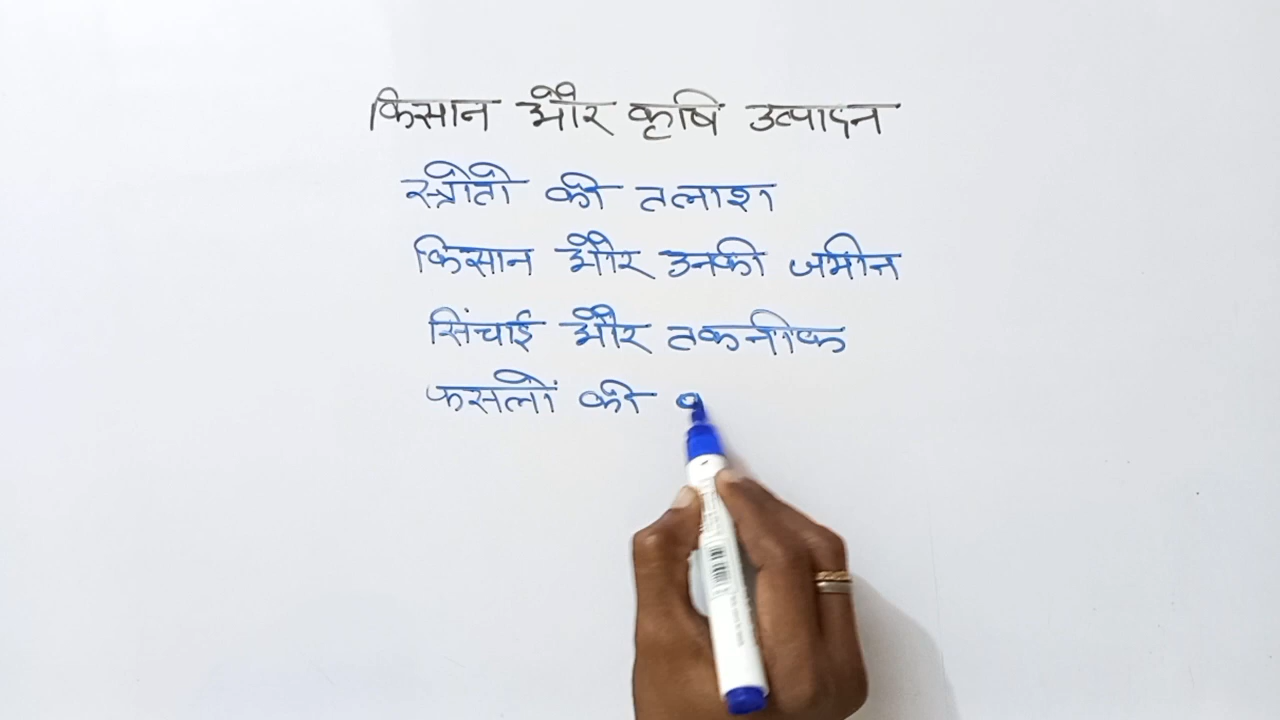 किसान और कृषि उत्पादन
स्त्रोतो की तलाश
किसान और उनकी जमीन
सिंचाई और तकनीक
फसलों की